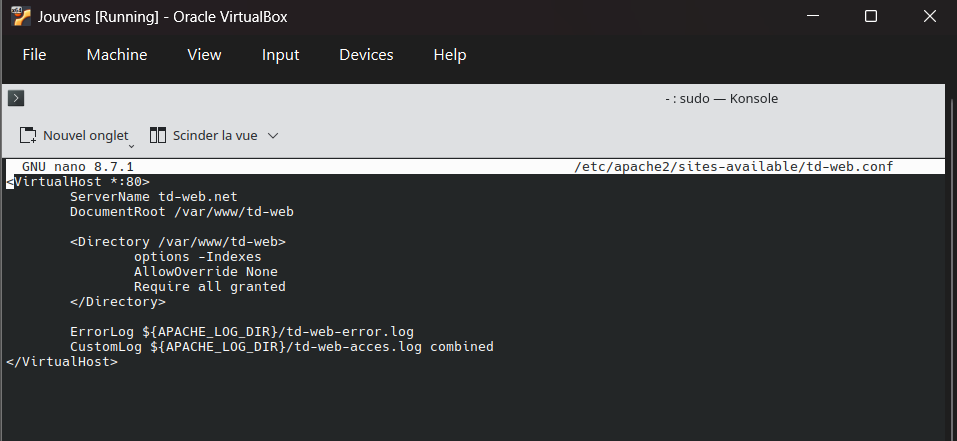 Jouvens [Running] - Oracle VirtualBox
File Machine View Input Devices Help
- : sudo — Konsole
Nouvel onglet Scinder la vue
GNU nano 8.7.1 /etc/apache2/sites-available/td-web.conf
<VirtualHost *:80>
ServerName td-web.net
DocumentRoot /var/www/td-web
<Directory /var/www/td-web>
options -Indexes
AllowOverride None
Require all granted
</Directory>
ErrorLog ${APACHE_LOG_DIR}/td-web-error.log
CustomLog ${APACHE_LOG_DIR}/td-web-acces.log combined
</VirtualHost>